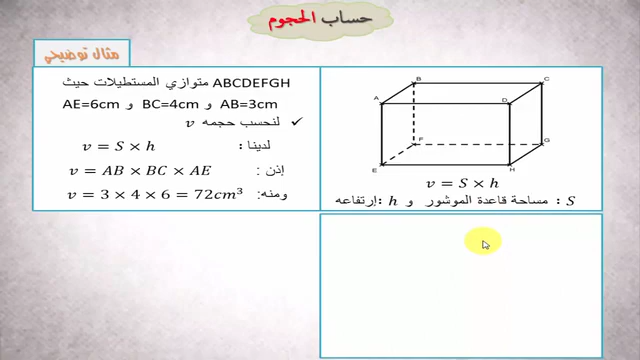 حساب الحجوم
مثال توضيحي
ABCDEFGH متوازي المستطيلات حيث
AB=3cm و BC=4cm و AE=6cm
✓ لنحسب حجمه v
لدينا: v = S × h
إذن : v = AB × BC × AE
ومنه: v = 3 × 4 × 6 = 72cm³
B
C
A
D
F
G
E
H
v = S × h
S : مساحة قاعدة الموشور و h :إرتفاعه